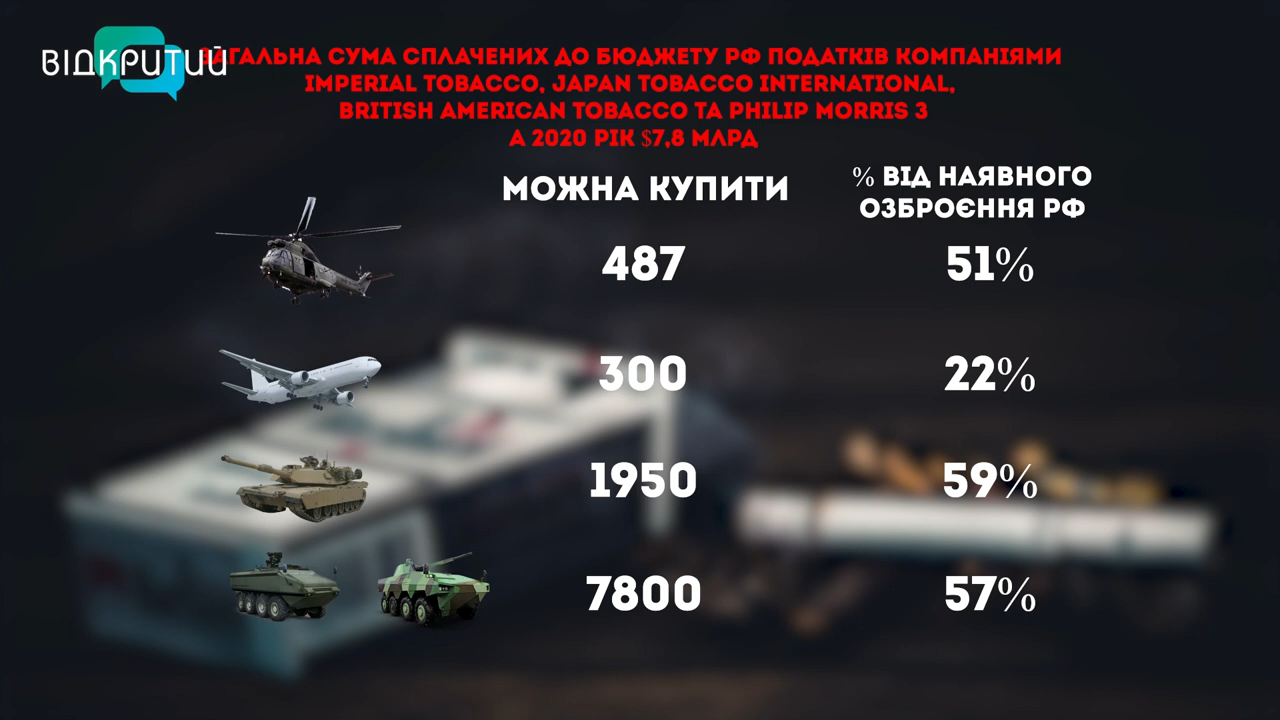 ВІДКРИТИЙ
ЗАГАЛЬНА СУМА СПЛАЧЕНИХ ДО БЮДЖЕТУ РФ ПОДАТКІВ КОМПАНІЯМИ
IMPERIAL TOBACCO, JAPAN TOBACCO INTERNATIONAL,
BRITISH AMERICAN TOBACCO ТА PHILIP MORRIS З
А 2020 РІК $7,8 МЛРД
МОЖНА КУПИТИ
% ВІД НАЯВНОГО
ОЗБРОЄННЯ РФ
487 51%
300 22%
1950 59%
7800 57%